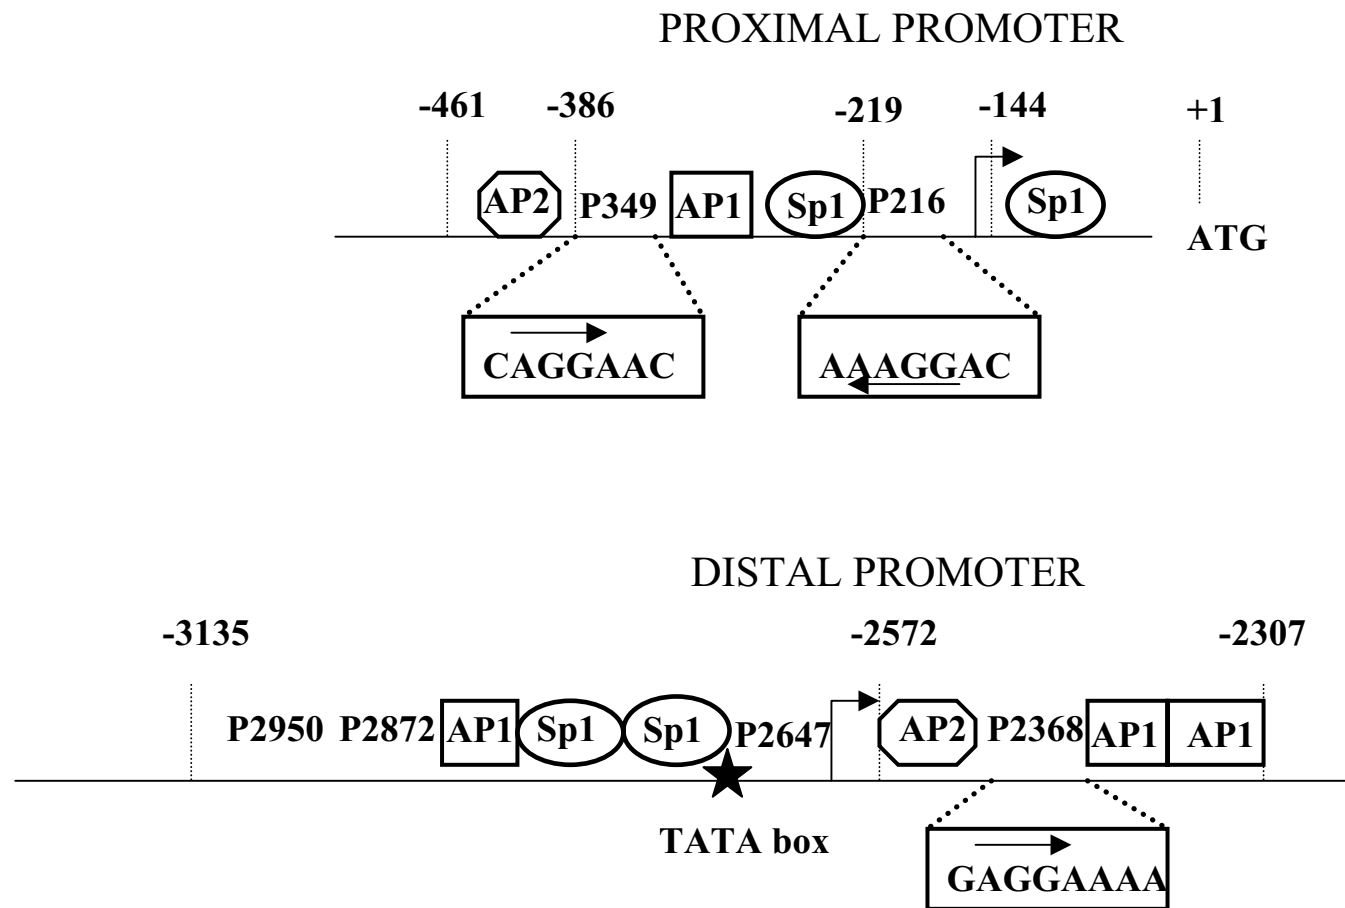 PROXIMAL PROMOTER
-461 -386 -219 -144 +1
AP2 P349 AP1 Sp1 P216 Sp1
ATG
CAGGAAC AAAGGAC
DISTAL PROMOTER
-3135 -2572 -2307
P2950 P2872 AP1 Sp1 Sp1 P2647 AP2 P2368 AP1 AP1
TATA box
GAGGAAAA